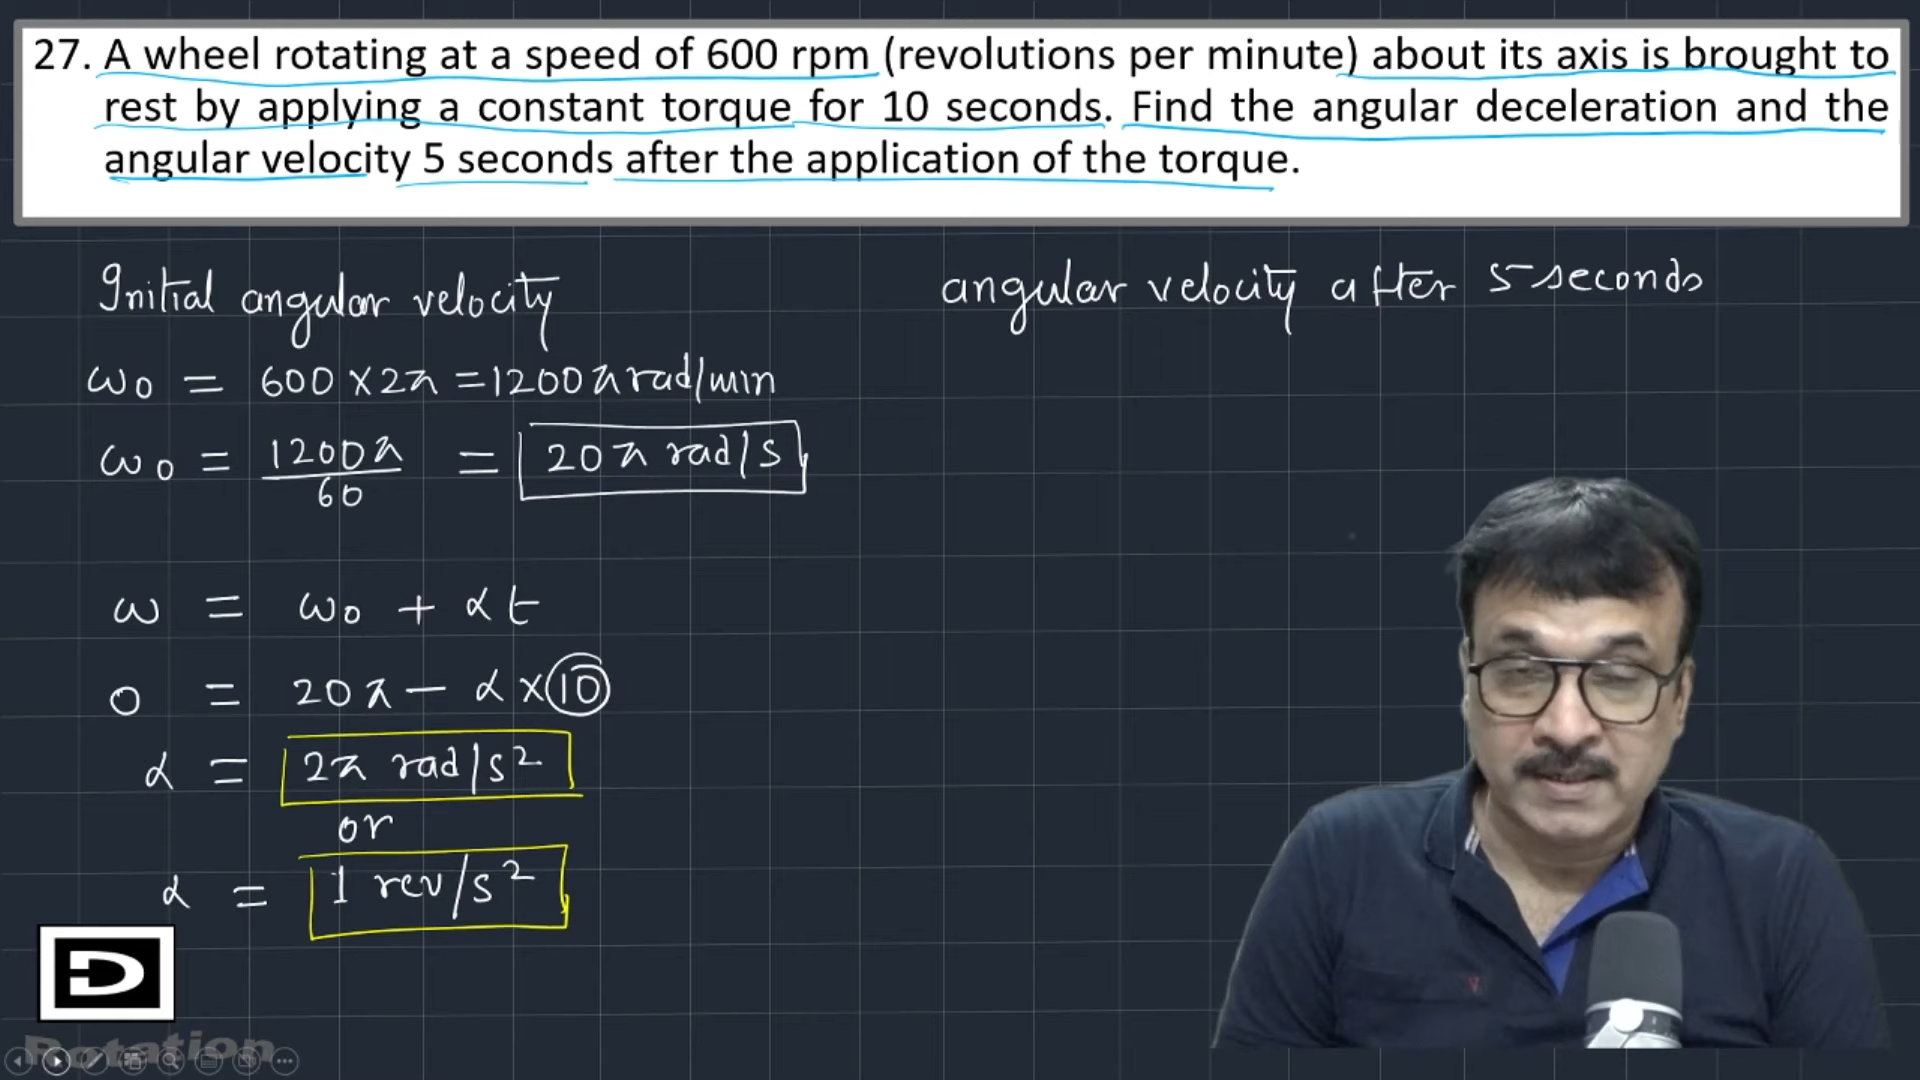 27. A wheel rotating at a speed of 600 rpm (revolutions per minute) about its axis is brought to
rest by applying a constant torque for 10 seconds. Find the angular deceleration and the
angular velocity 5 seconds after the application of the torque.
Initial angular velocity
ω₀ = 600 × 2π = 1200 π rad/min
ω₀ = 1200π / 60 = 20 π rad/s
ω = ω₀ + αt
0 = 20π − α × 10
α = 2π rad/s²
or
α = 1 rev/s²
angular velocity after 5 seconds
D
Rotation